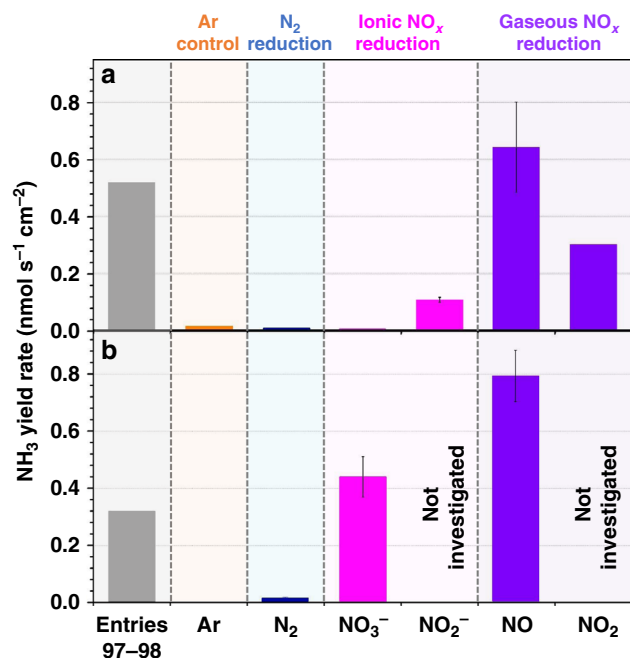 Ar control
N₂ reduction
Ionic NOₓ reduction
Gaseous NOₓ reduction
a
0.8
0.6
0.4
0.2
0.0
NH₃ yield rate (nmol s⁻¹ cm⁻²)
b
0.8
0.6
0.4
0.2
0.0
Not investigated
Not investigated
Entries 97–98
Ar
N₂
NO₃⁻
NO₂⁻
NO
NO₂